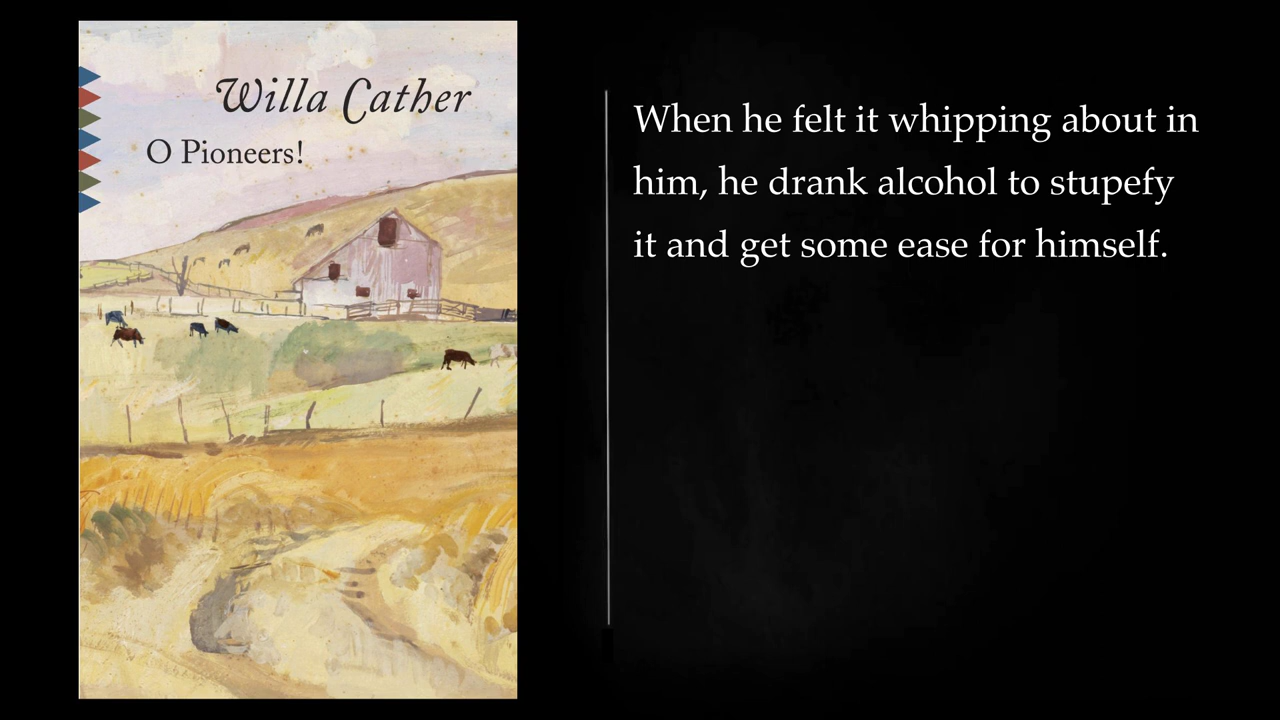 Willa Cather
O Pioneers!
When he felt it whipping about in
him, he drank alcohol to stupefy
it and get some ease for himself.